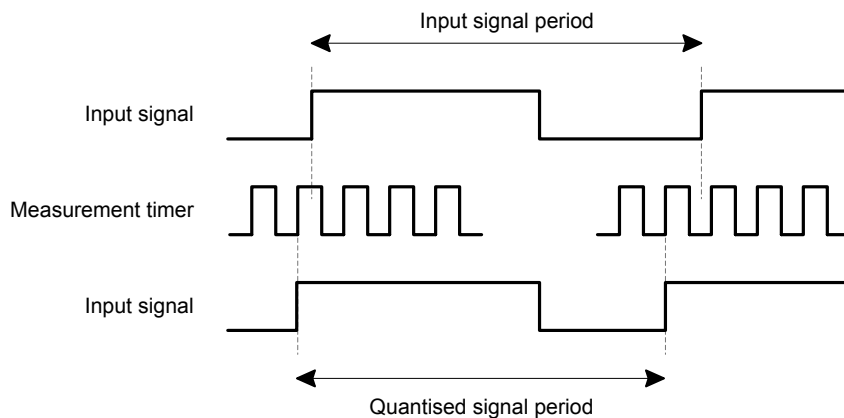 Input signal period
Input signal
Measurement timer
Input signal
Quantised signal period